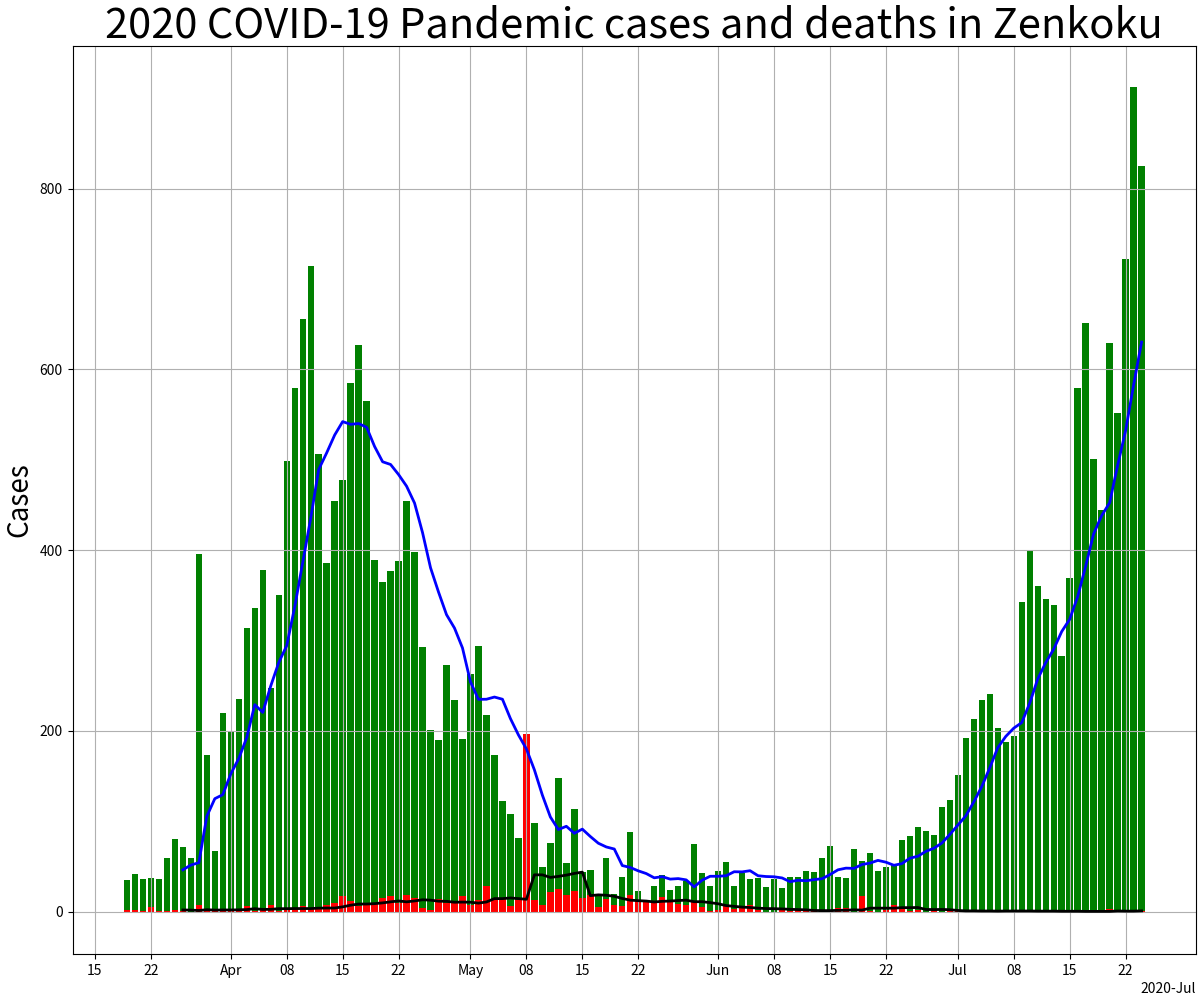 2020 COVID-19 Pandemic cases and deaths in Zenkoku
Cases
800
600
400
200
0
15 22 Apr 08 15 22 May 08 15 22 Jun 08 15 22 Jul 08 15 22
2020-Jul